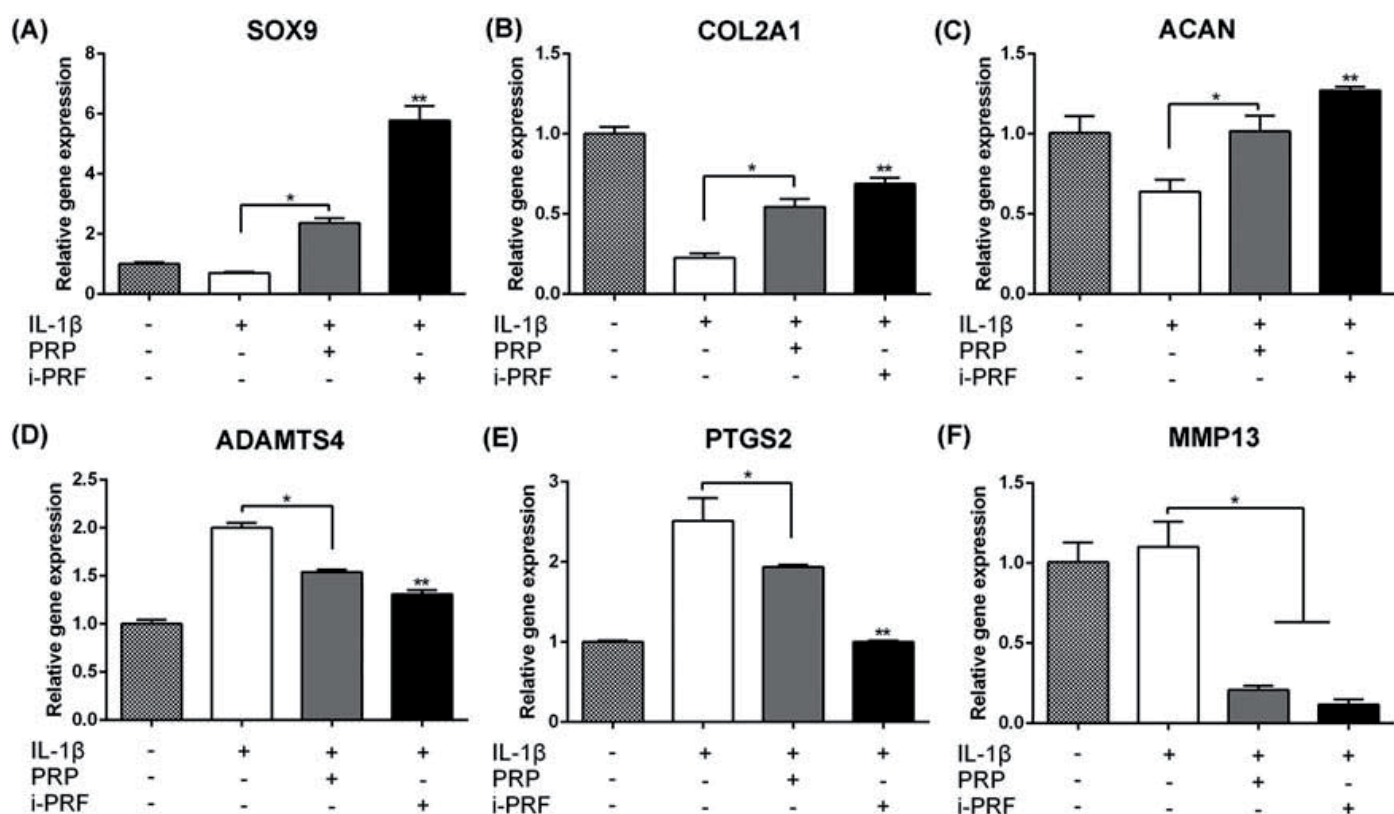 (A)
SOX9
Relative gene expression
8
6
4
2
0
*
**
IL-1β - + + +
PRP - - + -
i-PRF - - - +
(B)
COL2A1
Relative gene expression
1.5
1.0
0.5
0.0
*
**
IL-1β - + + +
PRP - - + -
i-PRF - - - +
(C)
ACAN
Relative gene expression
1.5
1.0
0.5
0.0
*
**
IL-1β - + + +
PRP - - + -
i-PRF - - - +
(D)
ADAMTS4
Relative gene expression
2.5
2.0
1.5
1.0
0.5
0.0
*
**
IL-1β - + + +
PRP - - + -
i-PRF - - - +
(E)
PTGS2
Relative gene expression
3
2
1
0
*
**
IL-1β - + + +
PRP - - + -
i-PRF - - - +
(F)
MMP13
Relative gene expression
1.5
1.0
0.5
0.0
*
IL-1β - + + +
PRP - - + -
i-PRF - - - +